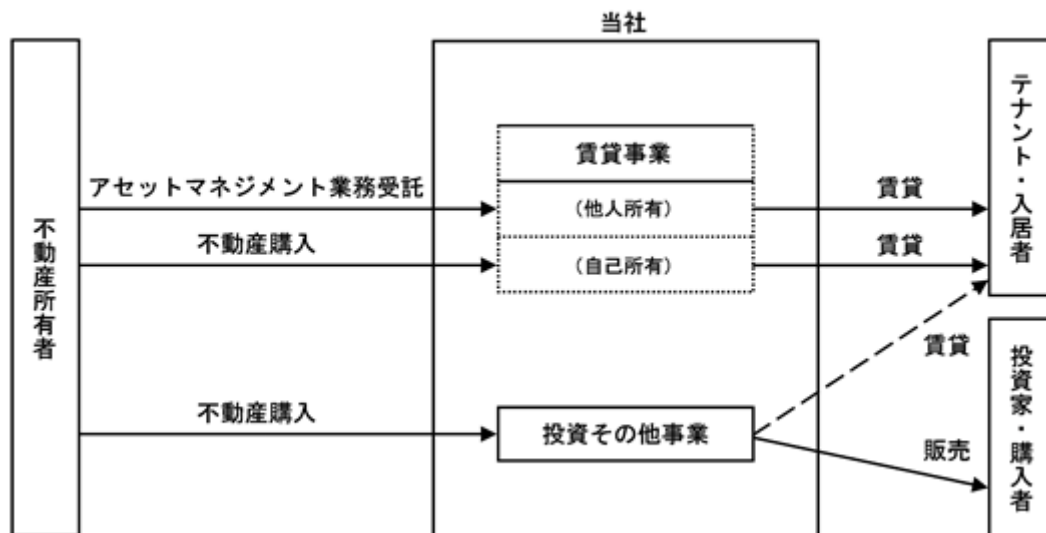 当社
不動産所有者
アセットマネジメント業務受託
不動産購入
不動産購入
賃貸事業
（他人所有）
（自己所有）
投資その他事業
賃貸
賃貸
賃貸
販売
テナント・入居者
投資家・購入者